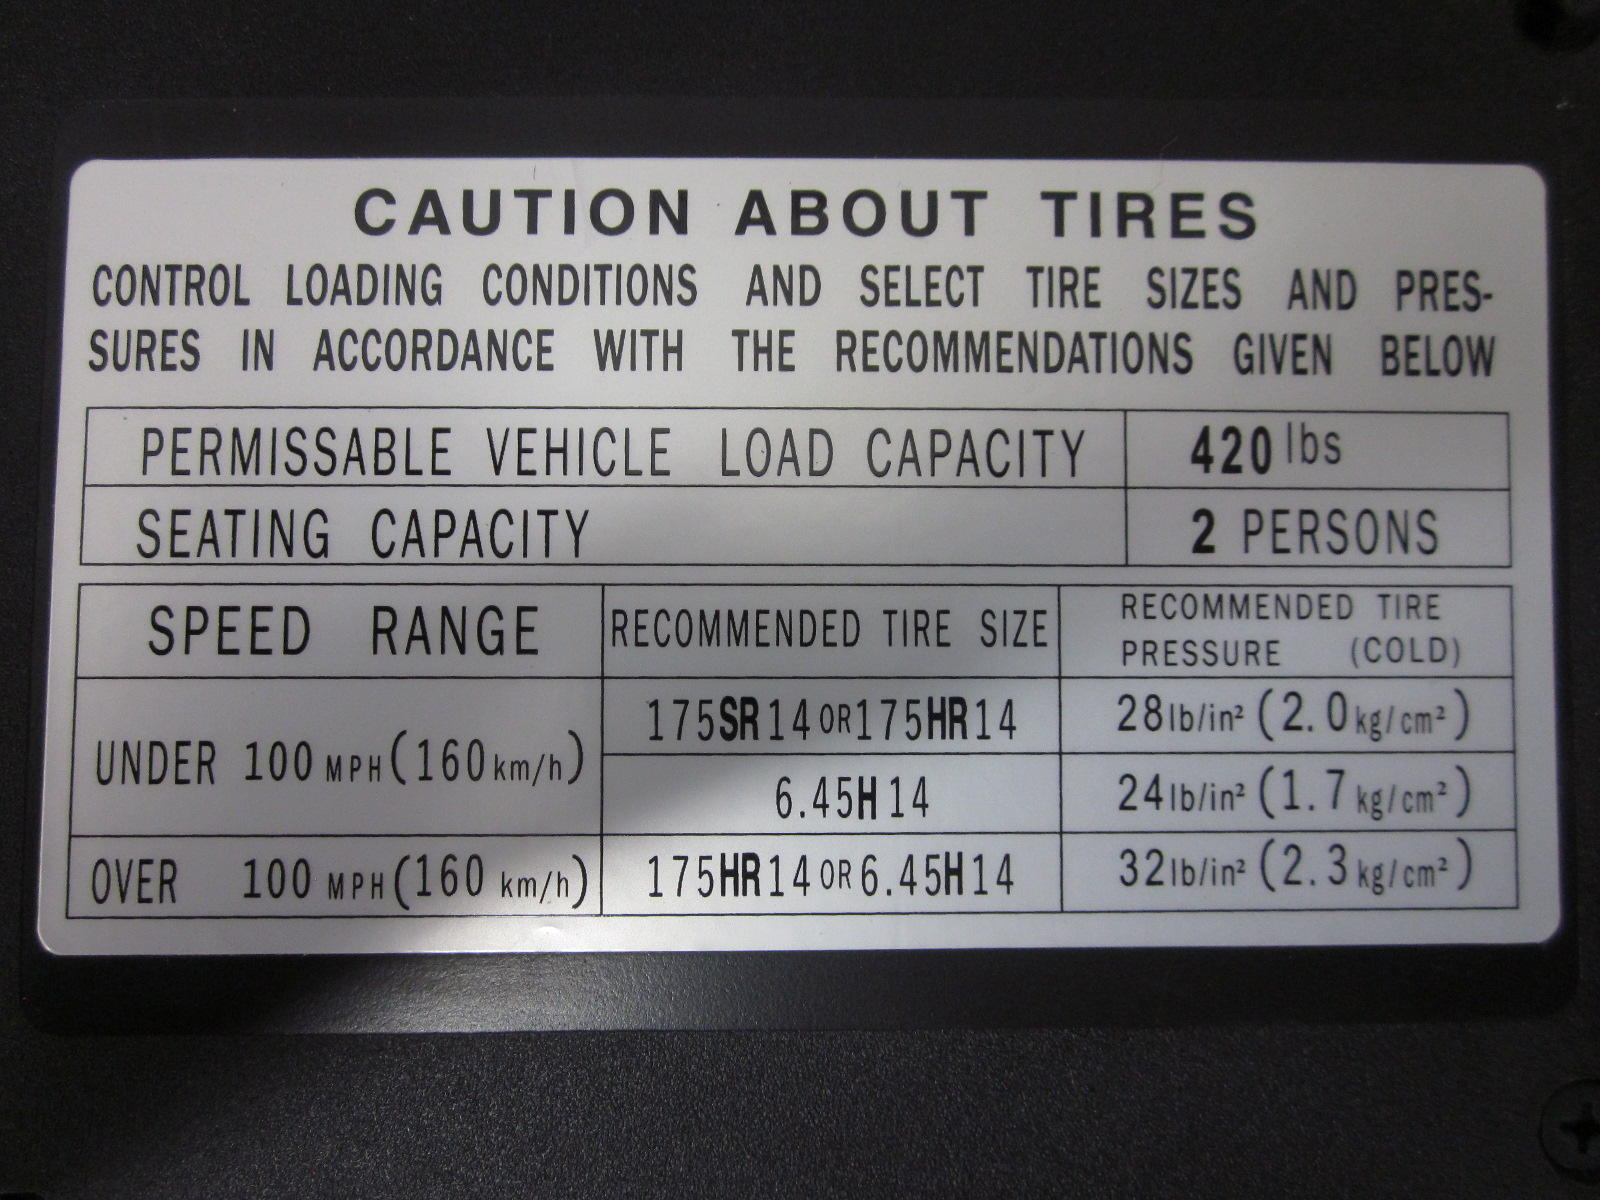 CAUTION ABOUT TIRES
CONTROL LOADING CONDITIONS AND SELECT TIRE SIZES AND PRES-
SURES IN ACCORDANCE WITH THE RECOMMENDATIONS GIVEN BELOW
PERMISSABLE VEHICLE LOAD CAPACITY 420 lbs
SEATING CAPACITY 2 PERSONS
SPEED RANGE RECOMMENDED TIRE SIZE RECOMMENDED TIRE
PRESSURE (COLD)
175SR14 OR 175HR14 28 lb/in² (2.0 kg/cm²)
UNDER 100 MPH (160 km/h)
6.45H14 24 lb/in² (1.7 kg/cm²)
OVER 100 MPH (160 km/h) 175HR14 OR 6.45H14 32 lb/in² (2.3 kg/cm²)